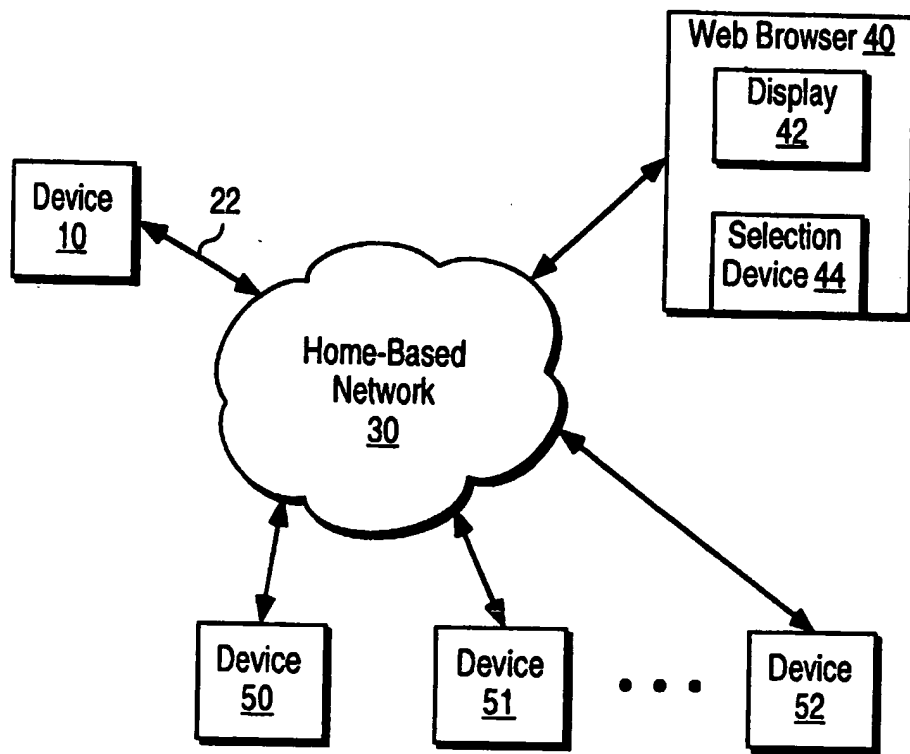 Web Browser 40
Display
42
Selection
Device 44
Device
10
22
Home-Based
Network
30
Device
50
Device
51
Device
52